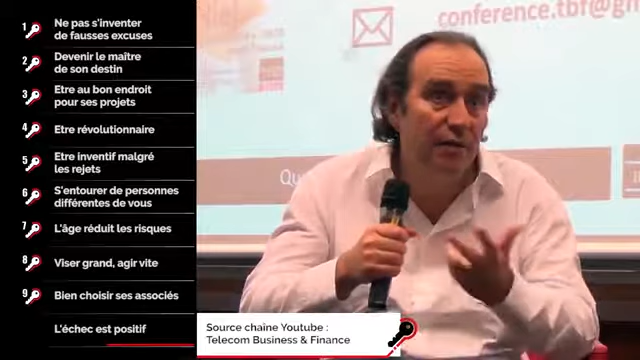 1 Ne pas s'inventer
de fausses excuses
2 Devenir le maître
de son destin
3 Etre au bon endroit
pour ses projets
4 Etre révolutionnaire
5 Etre inventif malgré
les rejets
6 S'entourer de personnes
différentes de vous
7 L'âge réduit les risques
8 Viser grand, agir vite
9 Bien choisir ses associés
L'échec est positif
conference.tbf@gm
Qu
Source chaîne Youtube :
Telecom Business & Finance